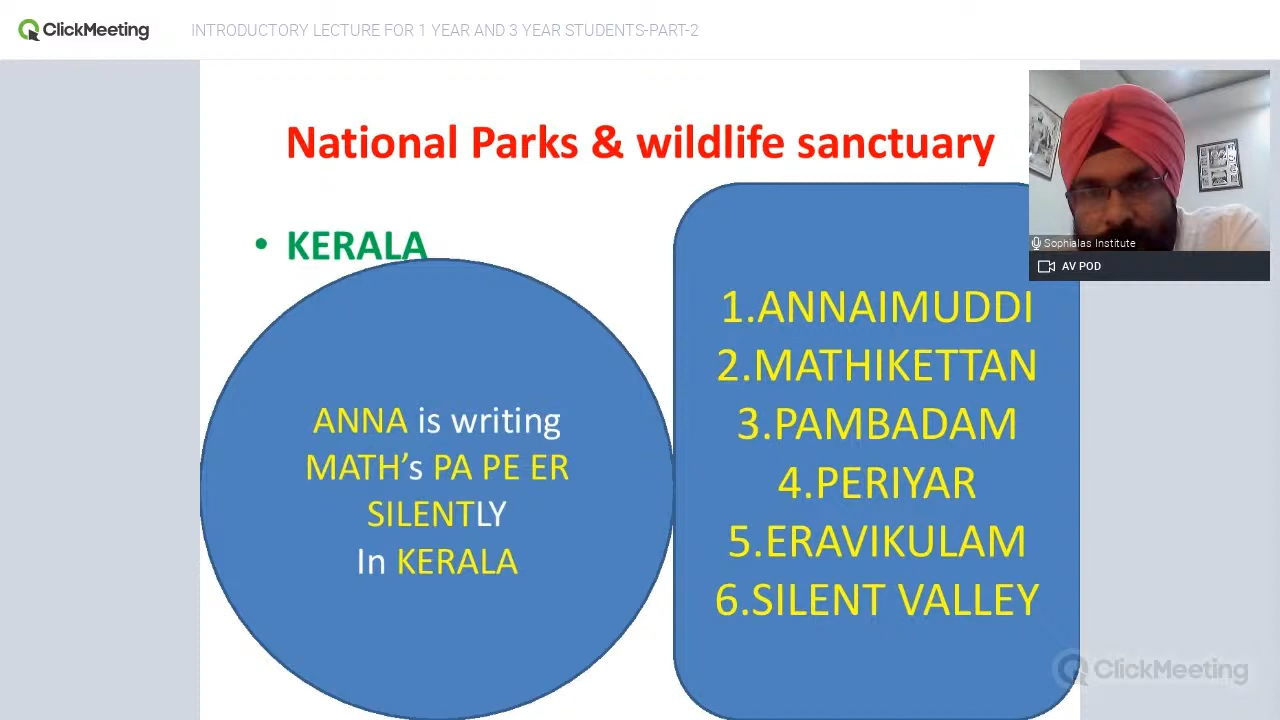 ClickMeeting
INTRODUCTORY LECTURE FOR 1 YEAR AND 3 YEAR STUDENTS-PART-2
National Parks & wildlife sanctuary
• KERALA
ANNA is writing
MATH's PA PE ER
SILENTLY
In KERALA
1.ANNAIMUDDI
2.MATHIKETTAN
3.PAMBADAM
4.PERIYAR
5.ERAVIKULAM
6.SILENT VALLEY
Sophialas Institute
AV POD
ClickMeeting